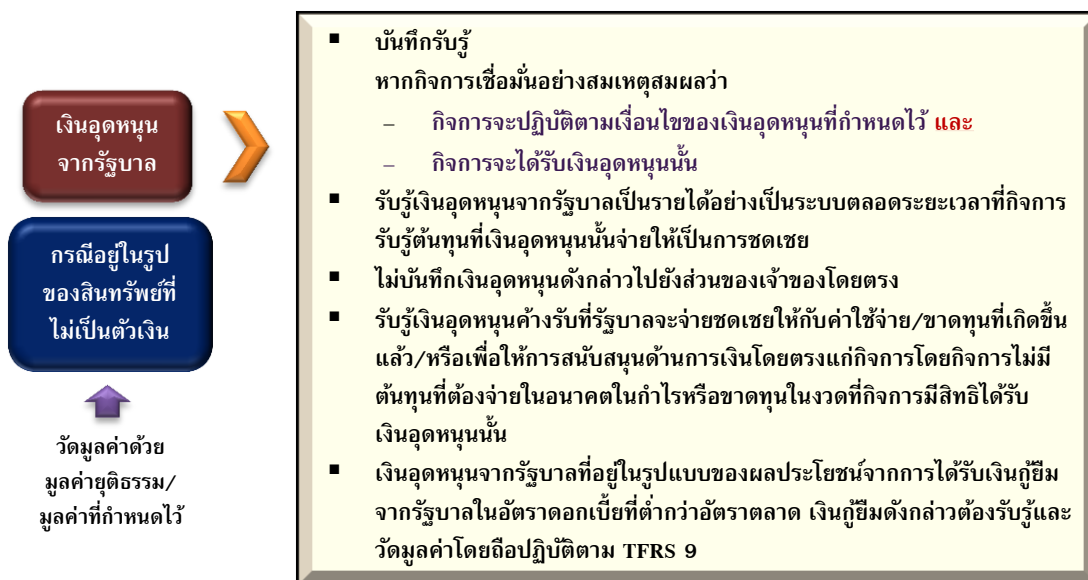 เงินอุดหนุน
จากรัฐบาล
กรณีอยู่ในรูป
ของสินทรัพย์ที่
ไม่เป็นตัวเงิน
วัดมูลค่าด้วย
มูลค่ายุติธรรม/
มูลค่าที่กำหนดไว้
▪ บันทึกรับรู้
หากกิจการเชื่อมั่นอย่างสมเหตุสมผลว่า
– กิจการจะปฏิบัติตามเงื่อนไขของเงินอุดหนุนที่กำหนดไว้ และ
– กิจการจะได้รับเงินอุดหนุนนั้น
▪ รับรู้เงินอุดหนุนจากรัฐบาลเป็นรายได้อย่างเป็นระบบตลอดระยะเวลาที่กิจการ
รับรู้ต้นทุนที่เงินอุดหนุนนั้นจ่ายให้เป็นการชดเชย
▪ ไม่บันทึกเงินอุดหนุนดังกล่าวไปยังส่วนของเจ้าของโดยตรง
▪ รับรู้เงินอุดหนุนค้างรับที่รัฐบาลจะจ่ายชดเชยให้กับค่าใช้จ่าย/ขาดทุนที่เกิดขึ้น
แล้ว/หรือเพื่อให้การสนับสนุนด้านการเงินโดยตรงแก่กิจการโดยกิจการไม่มี
ต้นทุนที่ต้องจ่ายในอนาคตในกำไรหรือขาดทุนในงวดที่กิจการมีสิทธิได้รับ
เงินอุดหนุนนั้น
▪ เงินอุดหนุนจากรัฐบาลที่อยู่ในรูปแบบของผลประโยชน์จากการได้รับเงินกู้ยืม
จากรัฐบาลในอัตราดอกเบี้ยที่ต่ำกว่าอัตราตลาด เงินกู้ยืมดังกล่าวต้องรับรู้และ
วัดมูลค่าโดยถือปฏิบัติตาม TFRS 9